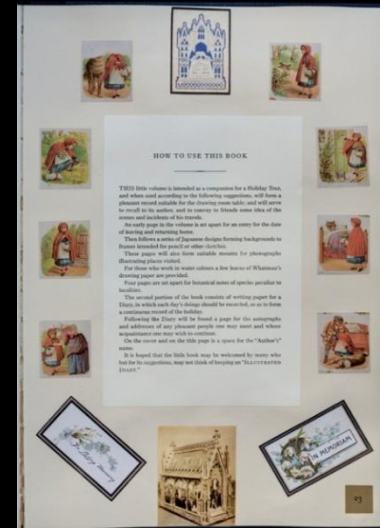 HOW TO USE THIS BOOK
THIS little volume is intended as a companion for a Holiday Tour,
and when used according to the following suggestions, will form a
pleasant record suitable for the drawing room table; and will serve
to recall to its author, and to convey to friends some idea of the
scenes and incidents of his travels.
An early page in the volume is set apart for an entry for the date
of leaving and returning home.
Then follows a series of Japanese designs forming backgrounds to
frames intended for pencil or other sketches.
These pages will also form suitable mounts for photographs
illustrating places visited.
For those who work in water colours a few leaves of Whatman's
drawing paper are provided.
Four pages are set apart for botanical notes of species peculiar to
localities.
The second portion of the book consists of writing paper for a
Diary, in which each day's doings should be recorded, so as to form
a continuous record of the holiday.
Following the Diary will be found a page for the autographs
and addresses of any pleasant people one may meet and whose
acquaintance one may wish to continue.
On the cover and on the title page is a space for the "Author's"
name.
It is hoped that the little book may be welcomed by many who
but for its suggestions, may not think of keeping an "ILLUSTRATED
DIARY."
In Loving Memory
IN MEMORIAM
23